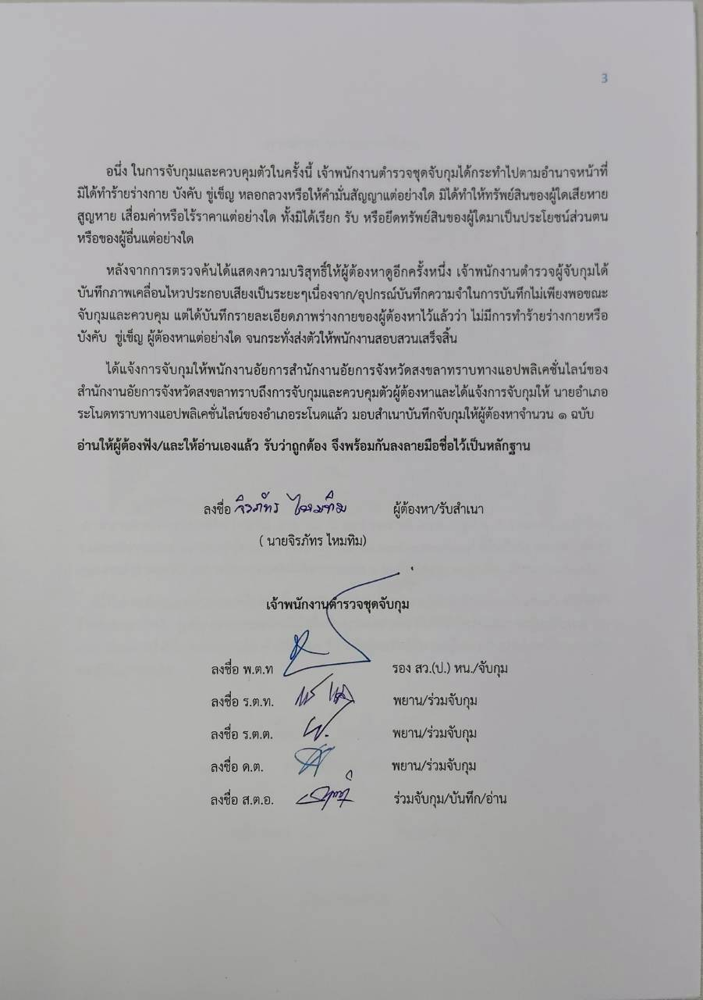 3
อนึ่ง ในการจับกุมและควบคุมตัวในครั้งนี้ เจ้าพนักงานตำรวจชุดจับกุมได้กระทำไปตามอำนาจหน้าที่
มิได้ทำร้ายร่างกาย บังคับ ขู่เข็ญ หลอกลวงหรือให้คำมั่นสัญญาแต่อย่างใด มิได้ทำให้ทรัพย์สินของผู้ใดเสียหาย
สูญหาย เสื่อมค่าหรือไร้ราคาแต่อย่างใด ทั้งมิได้เรียก รับ หรือยึดทรัพย์สินของผู้ใดมาเป็นประโยชน์ส่วนตน
หรือของผู้อื่นแต่อย่างใด
หลังจากการตรวจค้นได้แสดงความบริสุทธิ์ให้ผู้ต้องหาดูอีกครั้งหนึ่ง เจ้าพนักงานตำรวจผู้จับกุมได้
บันทึกภาพเคลื่อนไหวประกอบเสียงเป็นระยะๆเนื่องจาก/อุปกรณ์บันทึกความจำในการบันทึกไม่เพียงพอขณะ
จับกุมและควบคุม แต่ได้บันทึกรายละเอียดภาพร่างกายของผู้ต้องหาไว้แล้วว่า ไม่มีการทำร้ายร่างกายหรือ
บังคับ ขู่เข็ญ ผู้ต้องหาแต่อย่างใด จนกระทั่งส่งตัวให้พนักงานสอบสวนเสร็จสิ้น
ได้แจ้งการจับกุมให้พนักงานอัยการสำนักงานอัยการจังหวัดสงขลาทราบทางแอปพลิเคชั่นไลน์ของ
สำนักงานอัยการจังหวัดสงขลาทราบถึงการจับกุมและควบคุมตัวผู้ต้องหาและได้แจ้งการจับกุมให้ นายอำเภอ
ระโนดทราบทางแอปพลิเคชั่นไลน์ของอำเภอระโนดแล้ว มอบสำเนาบันทึกจับกุมให้ผู้ต้องหาจำนวน ๑ ฉบับ
อ่านให้ผู้ต้องฟัง/และให้อ่านเองแล้ว รับว่าถูกต้อง จึงพร้อมกันลงลายมือชื่อไว้เป็นหลักฐาน
ลงชื่อ จิรภัทร ไหมทิม ผู้ต้องหา/รับสำเนา
( นายจิรภัทร ไหมทิม)
เจ้าพนักงานตำรวจชุดจับกุม
ลงชื่อ พ.ต.ท รอง สว.(ป.) หน./จับกุม
ลงชื่อ ร.ต.ท. พยาน/ร่วมจับกุม
ลงชื่อ ร.ต.ต. พยาน/ร่วมจับกุม
ลงชื่อ ด.ต. พยาน/ร่วมจับกุม
ลงชื่อ ส.ต.อ. ร่วมจับกุม/บันทึก/อ่าน